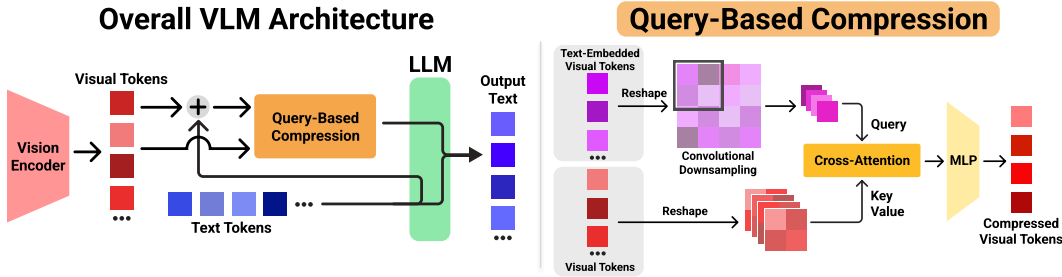 Overall VLM Architecture
Visual Tokens
Vision
Encoder
•••
+
Query-Based
Compression
Text Tokens
•••
LLM
Output
Text
•••
Query-Based Compression
Text-Embedded
Visual Tokens
•••
Reshape
Convolutional
Downsampling
Query
Cross-Attention
MLP
Key
Value
Reshape
•••
Visual Tokens
Compressed
Visual Tokens